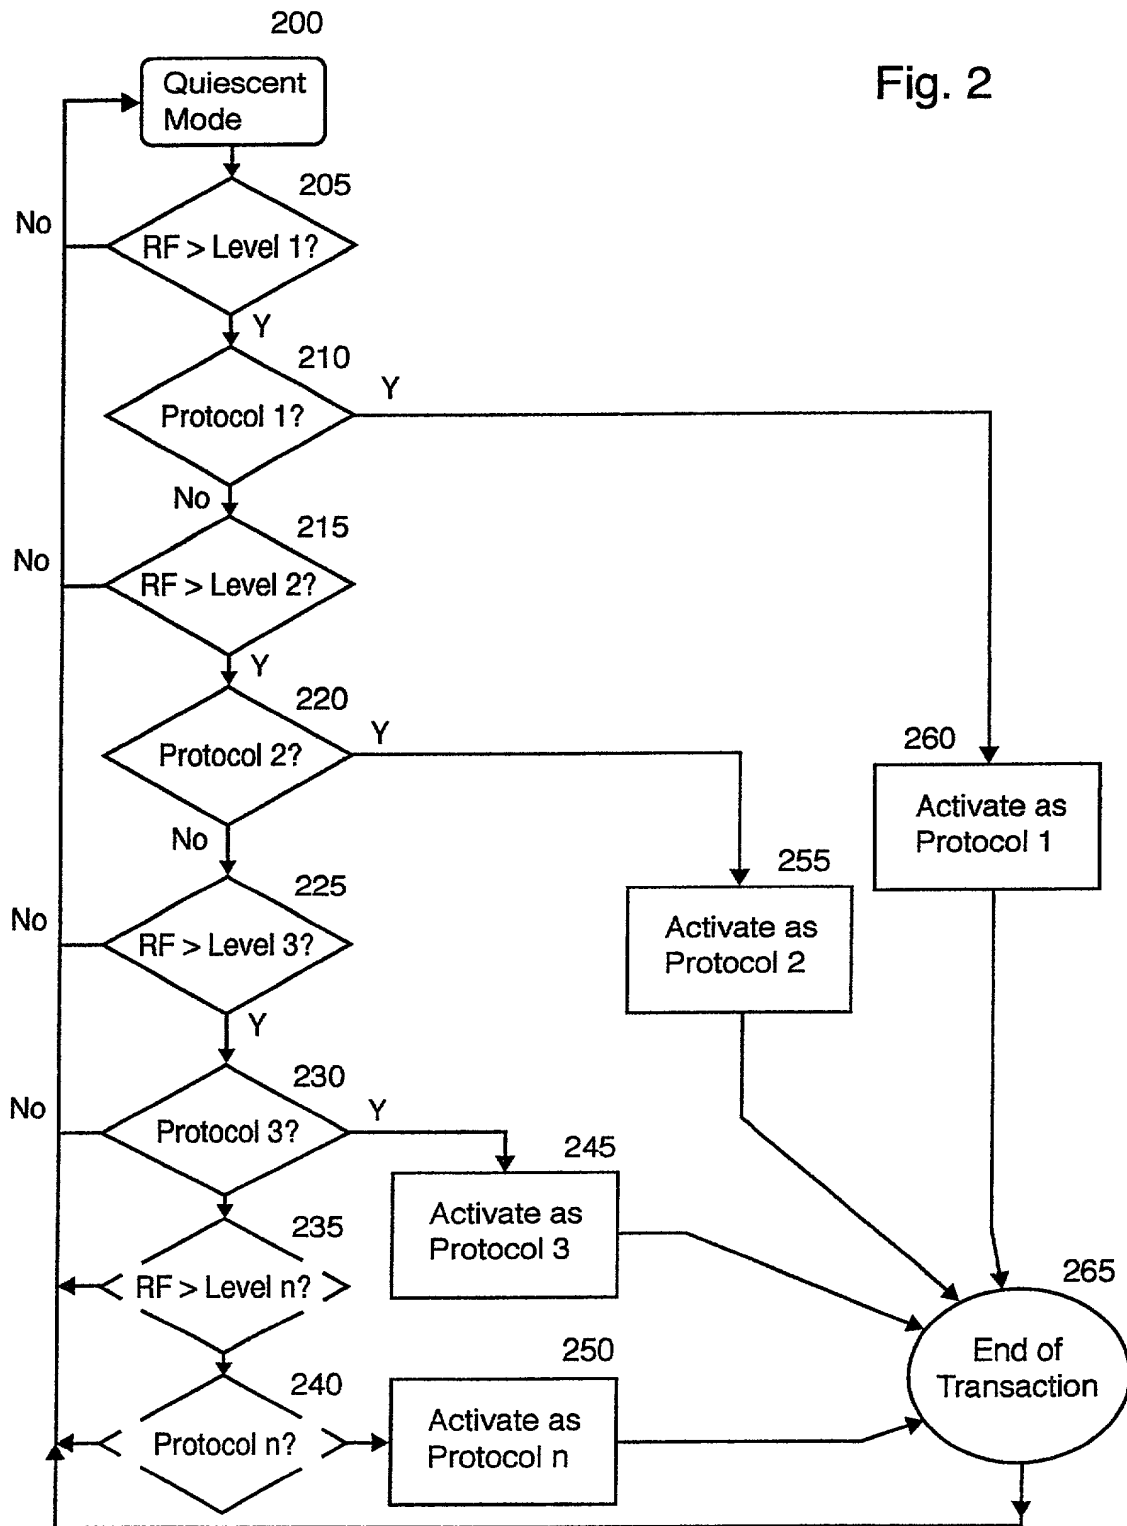 200
Fig. 2
Quiescent
Mode
205
No
RF > Level 1?
Y
210
Y
Protocol 1?
No
215
No
RF > Level 2?
Y
220
Y
Protocol 2?
260
Activate as
Protocol 1
No
255
225
No
RF > Level 3?
Activate as
Protocol 2
Y
230
No
Y
Protocol 3?
245
Activate as
Protocol 3
235
RF > Level n?
265
End of
Transaction
250
240
Activate as
Protocol n
Protocol n?